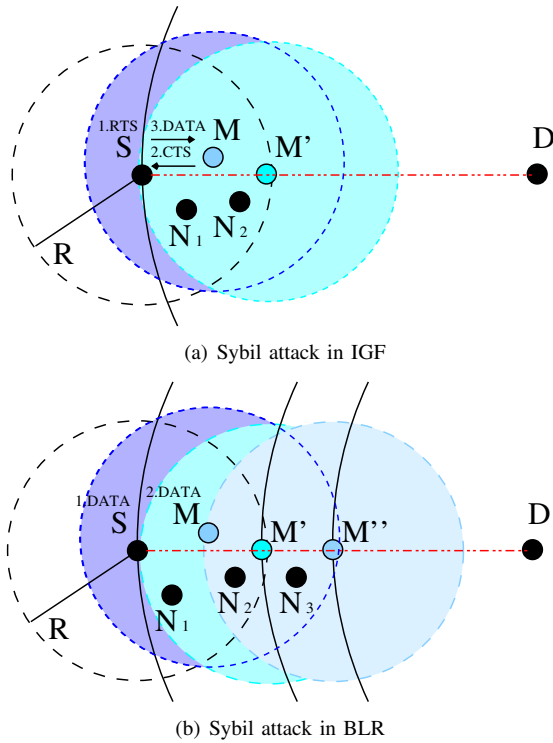 1.RTS 3.DATA
2.CTS
S M M' D
N1 N2
R
(a) Sybil attack in IGF
1.DATA 2.DATA
S M M' M'' D
N1 N2 N3
R
(b) Sybil attack in BLR